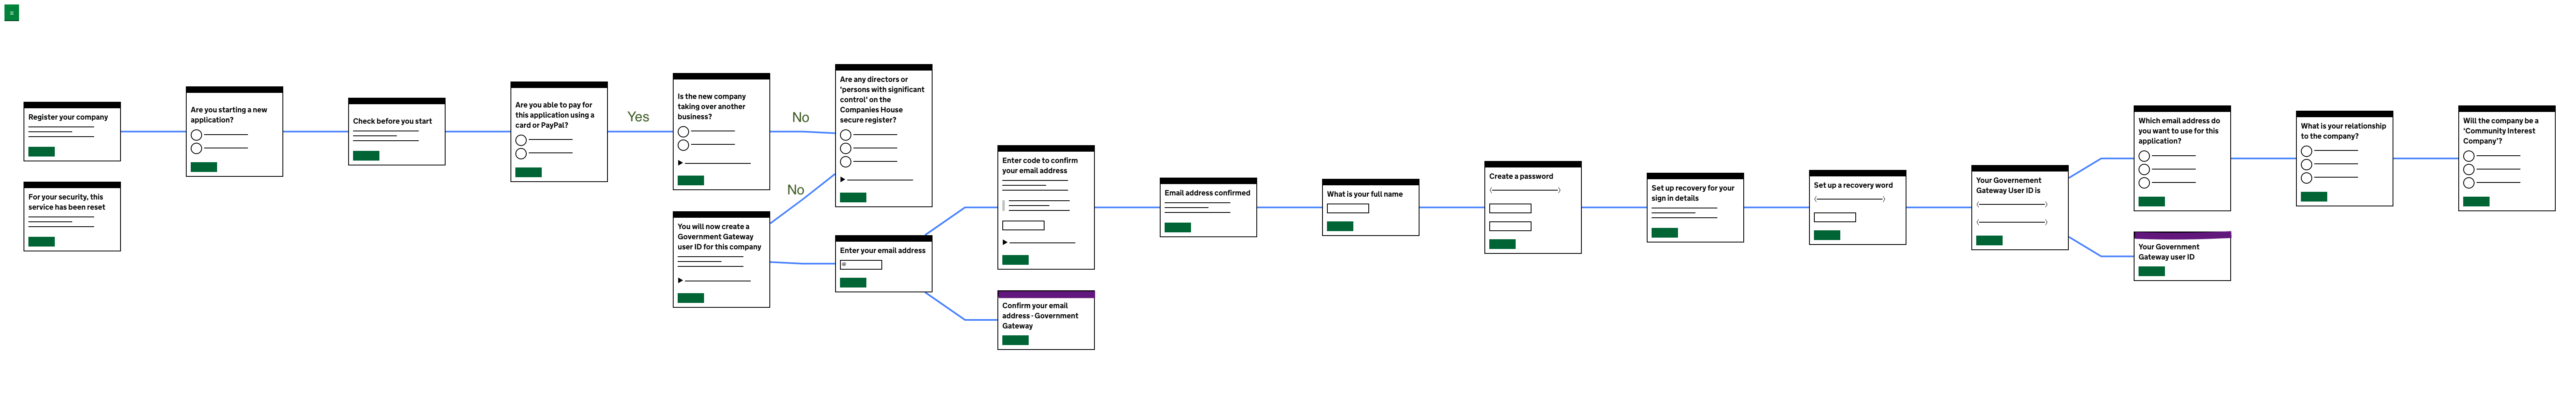 Register your company
For your security, this
service has been reset
Are you starting a new
application?
Check before you start
Are you able to pay for
this application using a
card or PayPal?
Yes
Is the new company
taking over another
business?
No
You will now create a
Government Gateway
user ID for this company
No
Are any directors or
‘persons with significant
control’ on the
Companies House
secure register?
Enter your email address
@
Enter code to confirm
your email address
Confirm your email
address - Government
Gateway
Email address confirmed
What is your full name
Create a password
Set up recovery for your
sign in details
Set up a recovery word
Your Governement
Gateway User ID is
Which email address do
you want to use for this
application?
Your Government
Gateway user ID
What is your relationship
to the company?
Will the company be a
‘Community Interest
Company’?